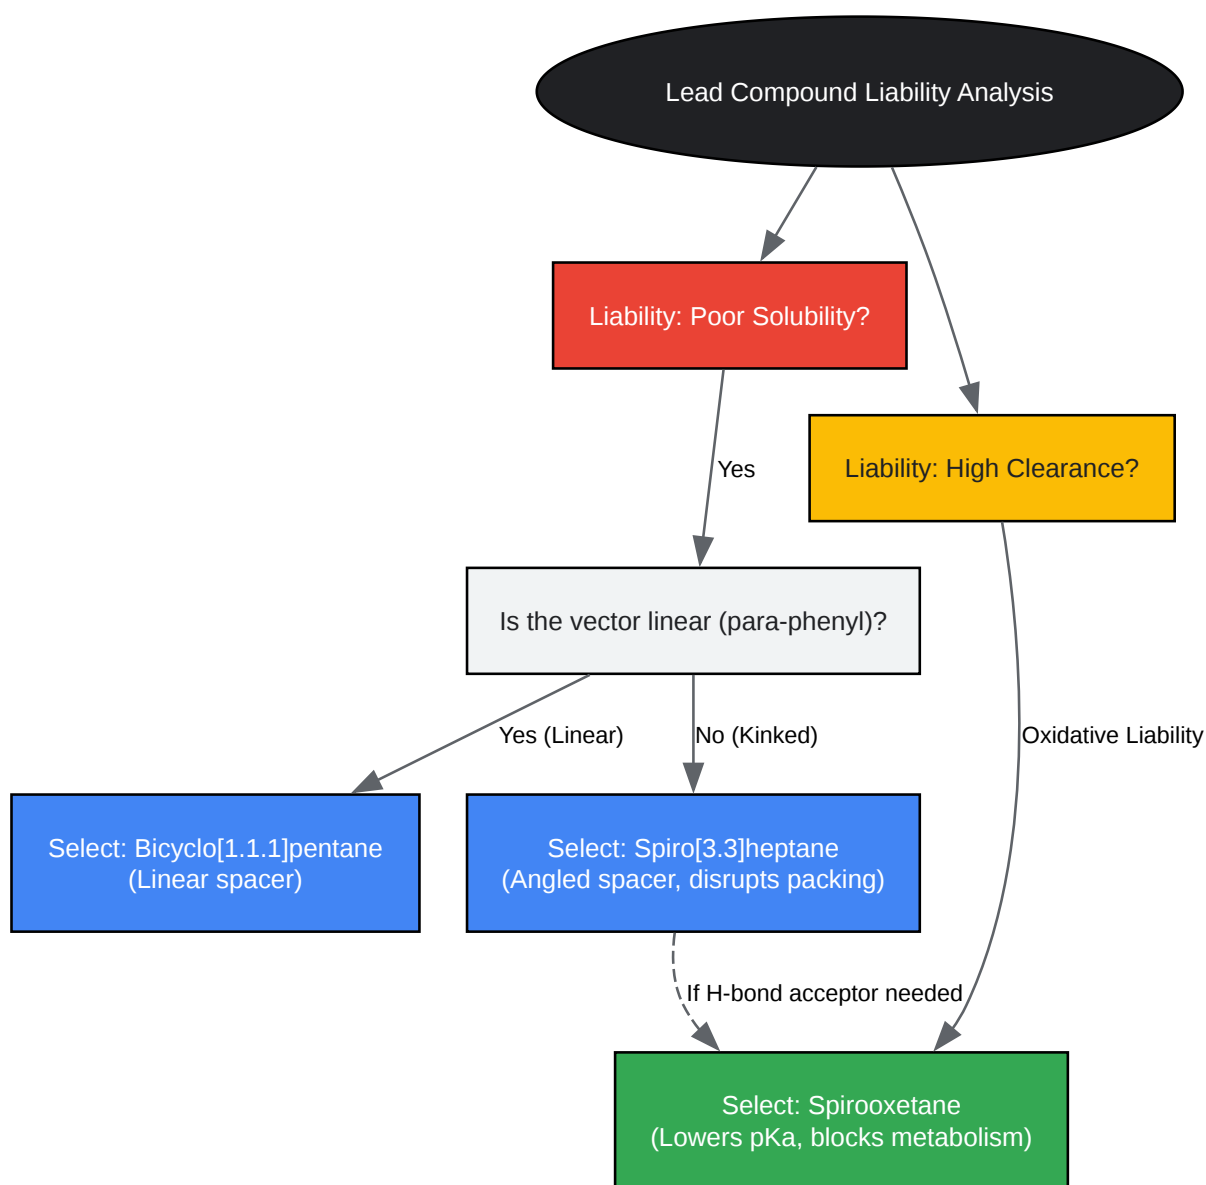 Lead Compound Liability Analysis
Liability: Poor Solubility?
Liability: High Clearance?
Yes
Is the vector linear (para-phenyl)?
Yes (Linear)
No (Kinked)
Oxidative Liability
Select: Bicyclo[1.1.1]pentane
(Linear spacer)
Select: Spiro[3.3]heptane
(Angled spacer, disrupts packing)
If H-bond acceptor needed
Select: Spirooxetane
(Lowers pKa, blocks metabolism)